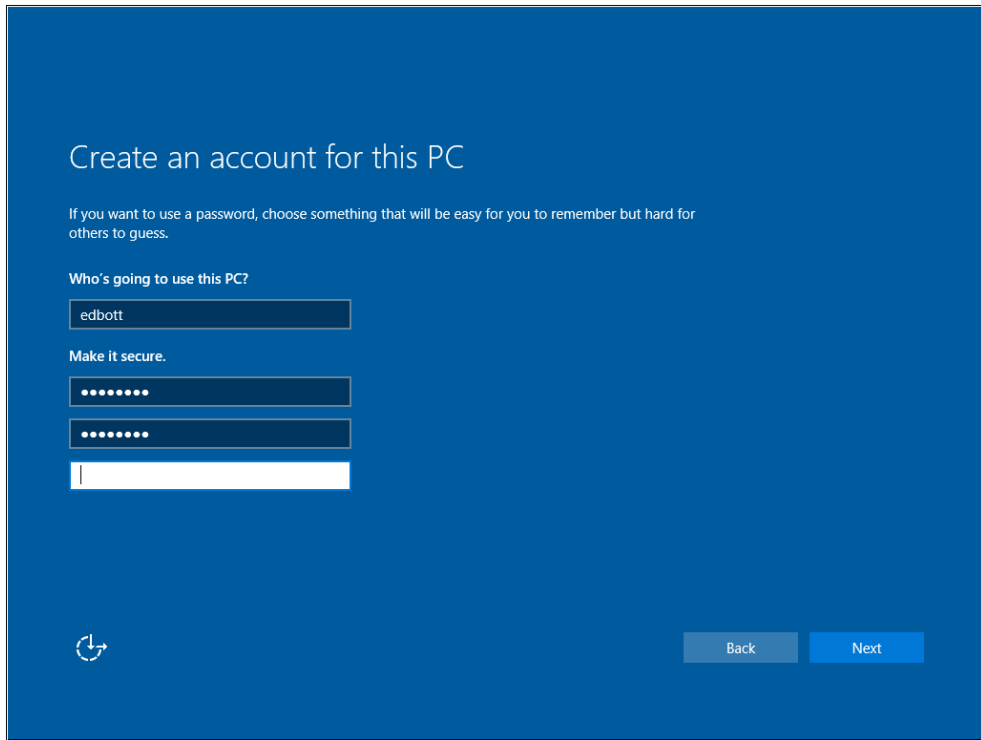 Create an account for this PC
If you want to use a password, choose something that will be easy for you to remember but hard for
others to guess.
Who's going to use this PC?
edbott
Make it secure.
●●●●●●●●
●●●●●●●●
Back
Next